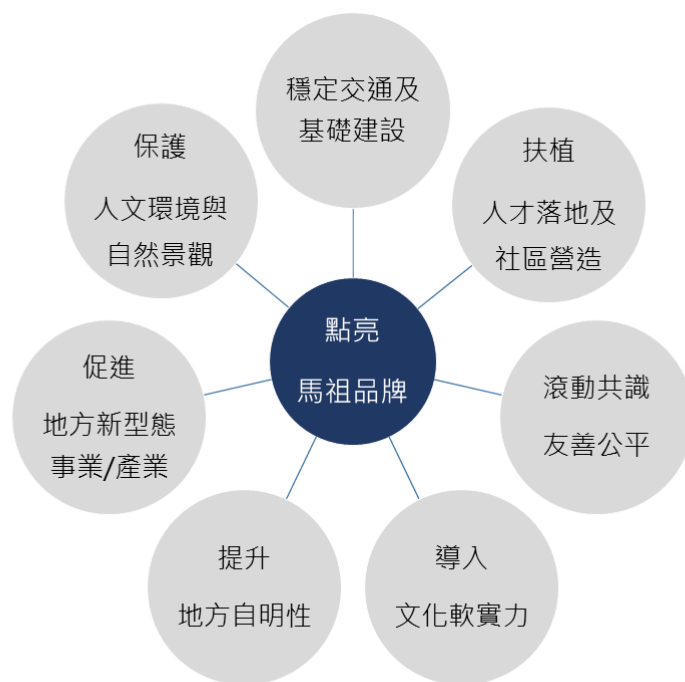 穩定交通及
基礎建設
扶植
人才落地及
社區營造
滾動共識
友善公平
導入
文化軟實力
提升
地方自明性
促進
地方新型態
事業/產業
保護
人文環境與
自然景觀
點亮
馬祖品牌